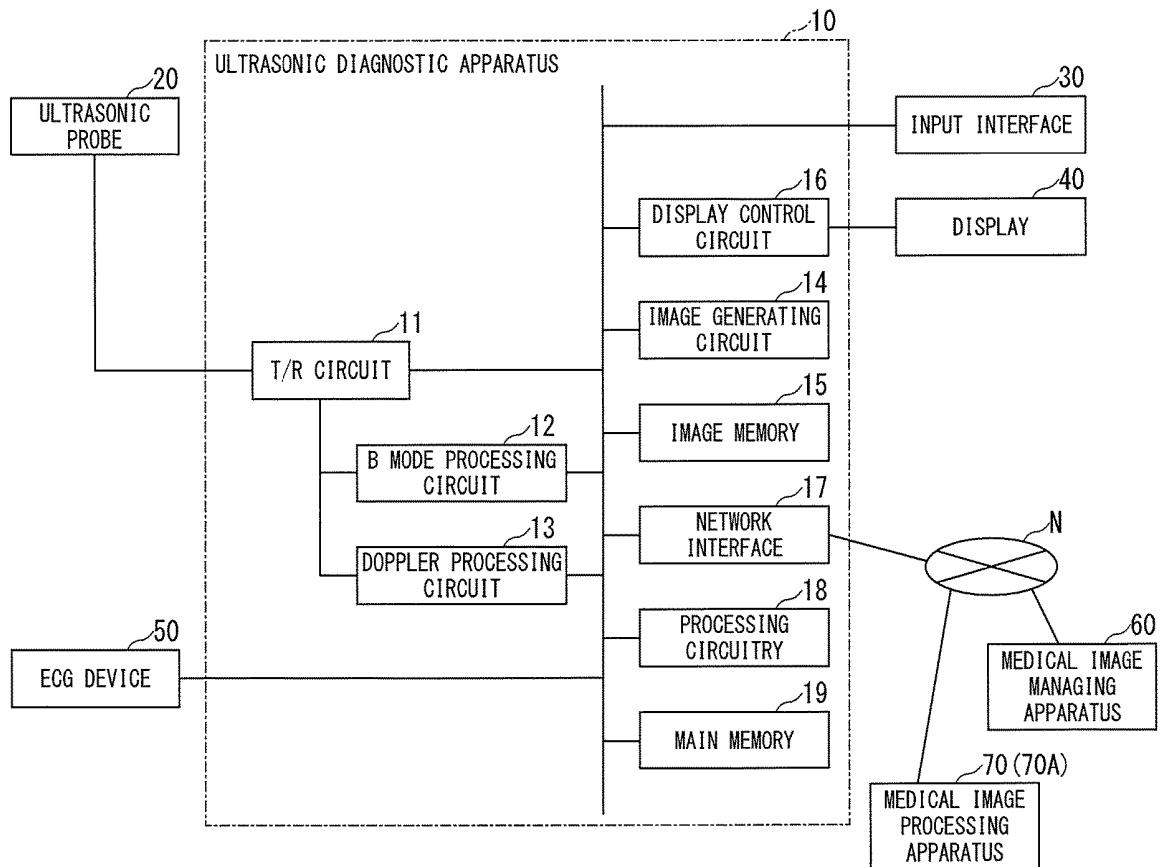 10
ULTRASONIC DIAGNOSTIC APPARATUS
20
ULTRASONIC
PROBE
30
INPUT INTERFACE
16
DISPLAY CONTROL
CIRCUIT
40
DISPLAY
14
IMAGE GENERATING
CIRCUIT
11
T/R CIRCUIT
15
IMAGE MEMORY
12
B MODE PROCESSING
CIRCUIT
17
NETWORK
INTERFACE
N
13
DOPPLER PROCESSING
CIRCUIT
18
PROCESSING
CIRCUITRY
50
ECG DEVICE
60
MEDICAL IMAGE
MANAGING
APPARATUS
19
MAIN MEMORY
70(70A)
MEDICAL IMAGE
PROCESSING
APPARATUS